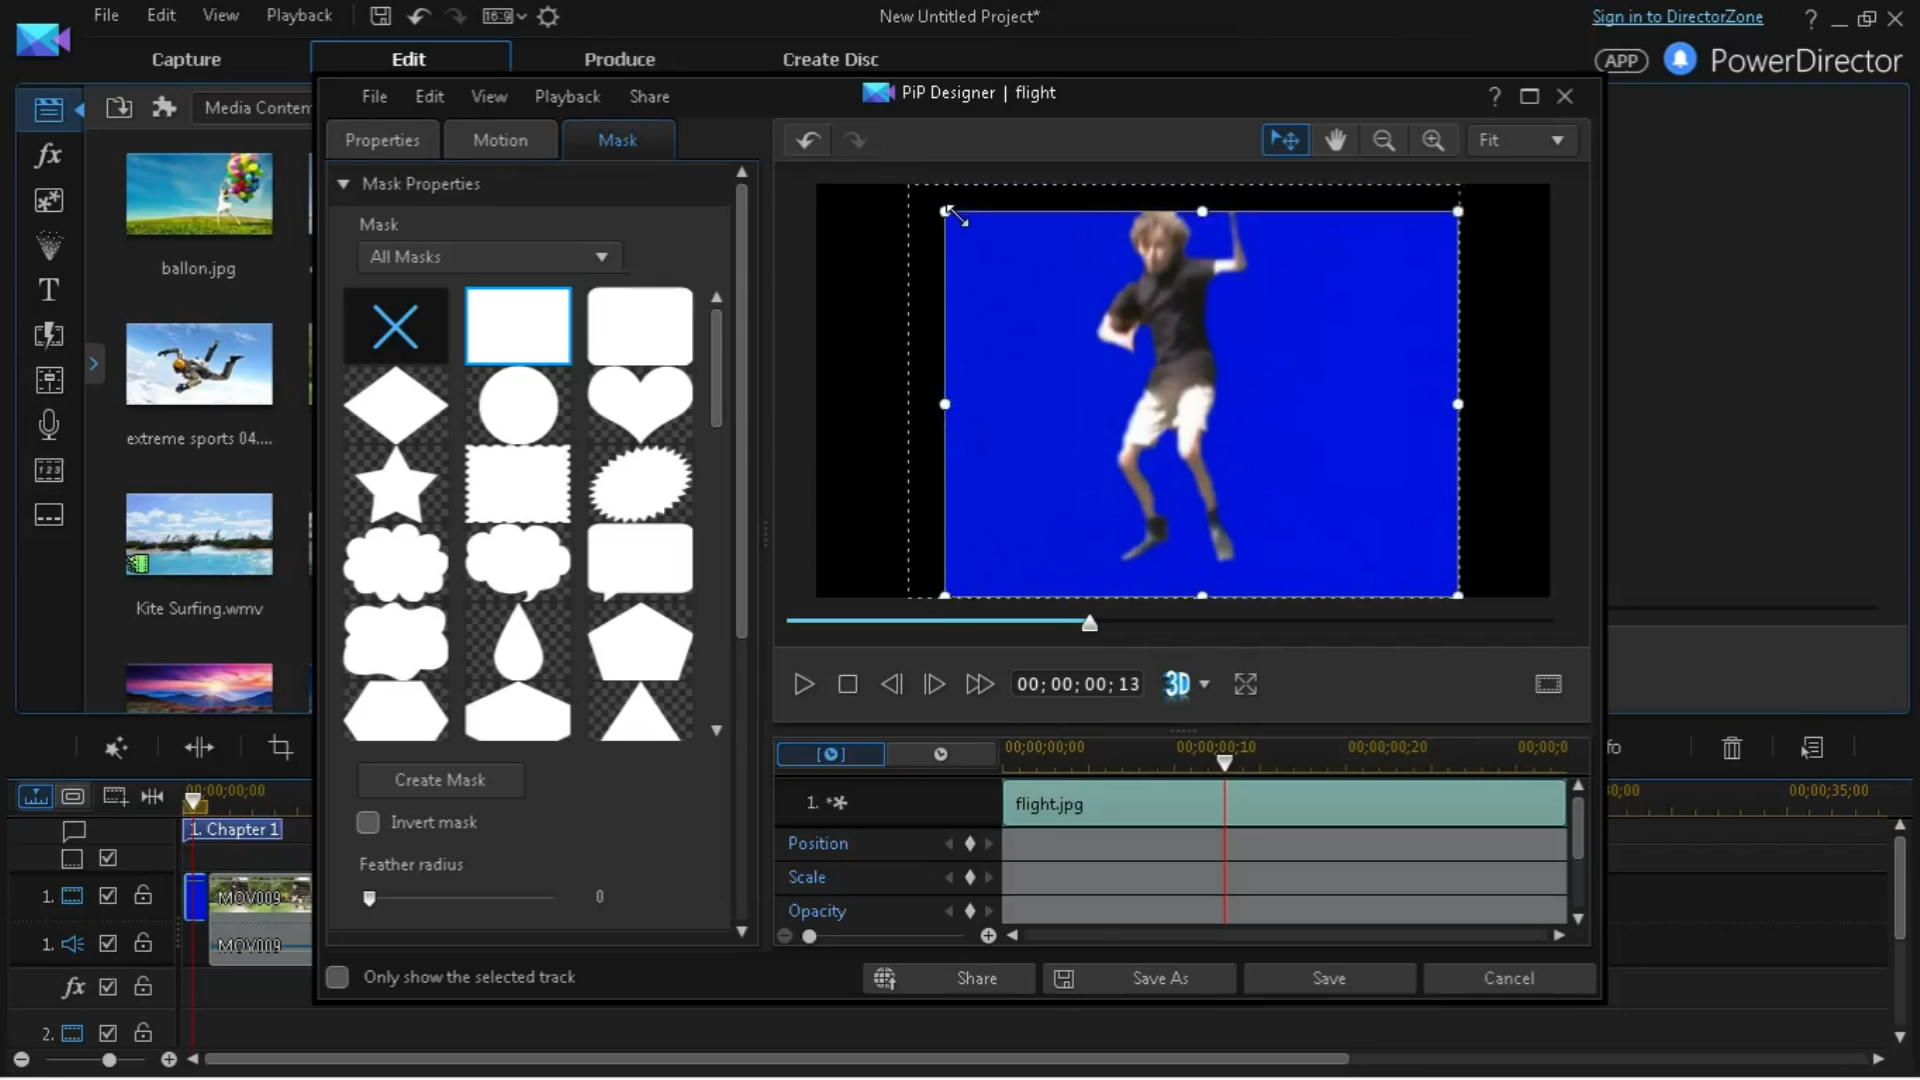 File Edit View Playback 16:9 New Untitled Project* Sign in to DirectorZone ?
Capture Edit Produce Create Disc APP PowerDirector
File Edit View Playback Share PiP Designer | flight ?
Media Conten
Properties Motion Mask Fit
Mask Properties
Mask
All Masks
ballon.jpg
extreme sports 04....
Kite Surfing.wmv
00;00;00;13 3D
00;00;00;00 00;00;00;10 00;00;00;20 00;00;0
Create Mask
Invert mask
Feather radius
0
1. flight.jpg
Position
Scale
Opacity
Only show the selected track Share Save As Save Cancel
fo
00;00;00;00 0;00 00;00;35;00
1. Chapter 1
1. MOV009
1. MOV009
fx
2.